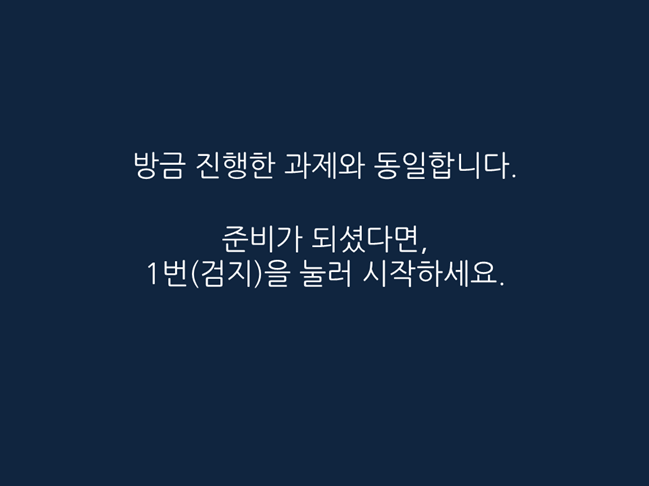 방금 진행한 과제와 동일합니다.
준비가 되셨다면,
1번(검지)을 눌러 시작하세요.